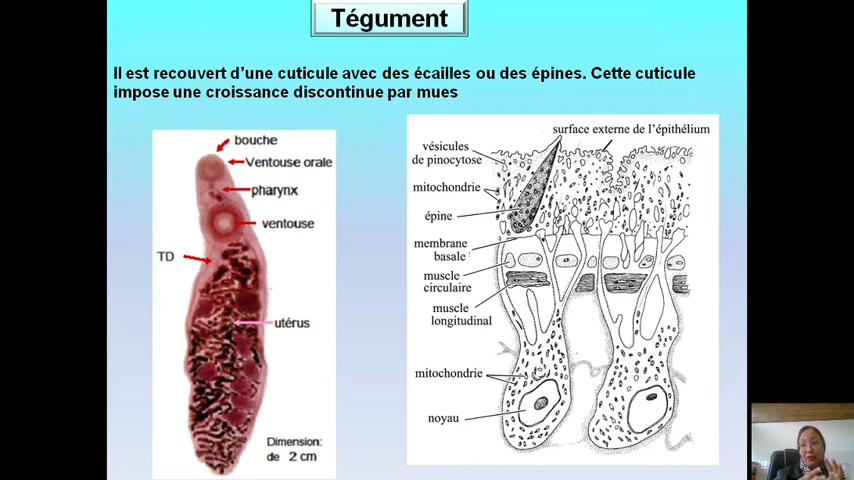 Tégument
Il est recouvert d'une cuticule avec des écailles ou des épines. Cette cuticule
impose une croissance discontinue par mues
bouche
Ventouse orale
pharynx
ventouse
TD
utérus
Dimension:
de 2 cm
surface externe de l'épithélium
vésicules
de pinocytose
mitochondrie
épine
membrane
basale
muscle
circulaire
muscle
longitudinal
mitochondrie
noyau